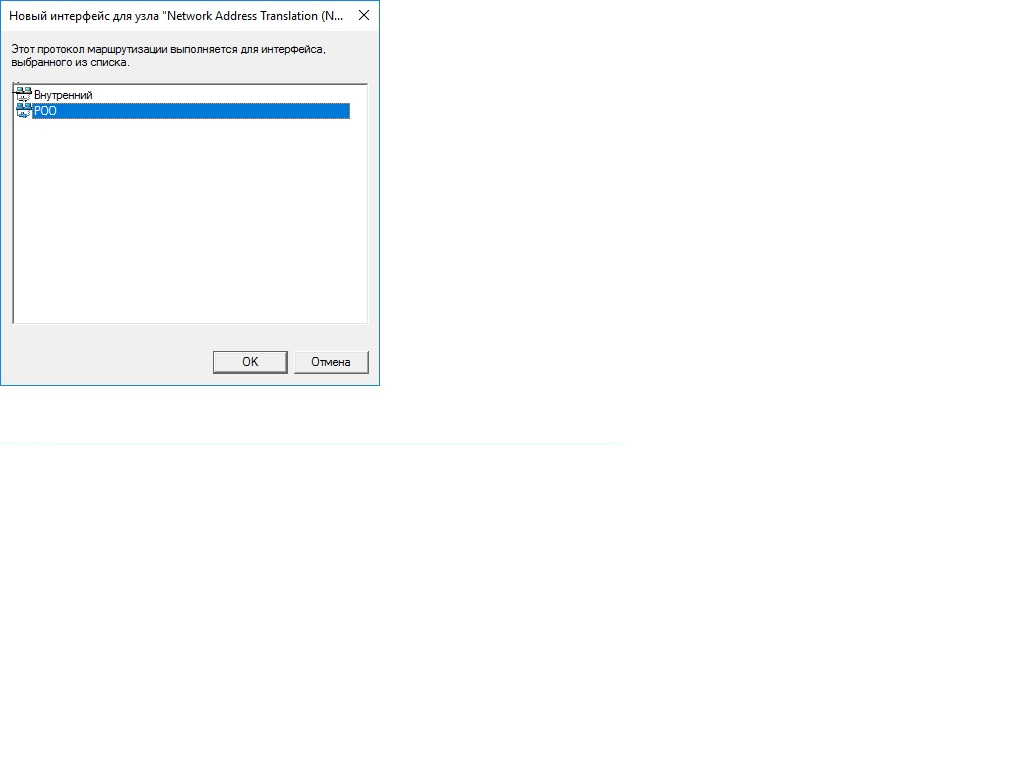 Новый интерфейс для узла "Network Address Translation (N...
Этот протокол маршрутизации выполняется для интерфейса,
выбранного из списка.
Внутренний
POO
OK
Отмена